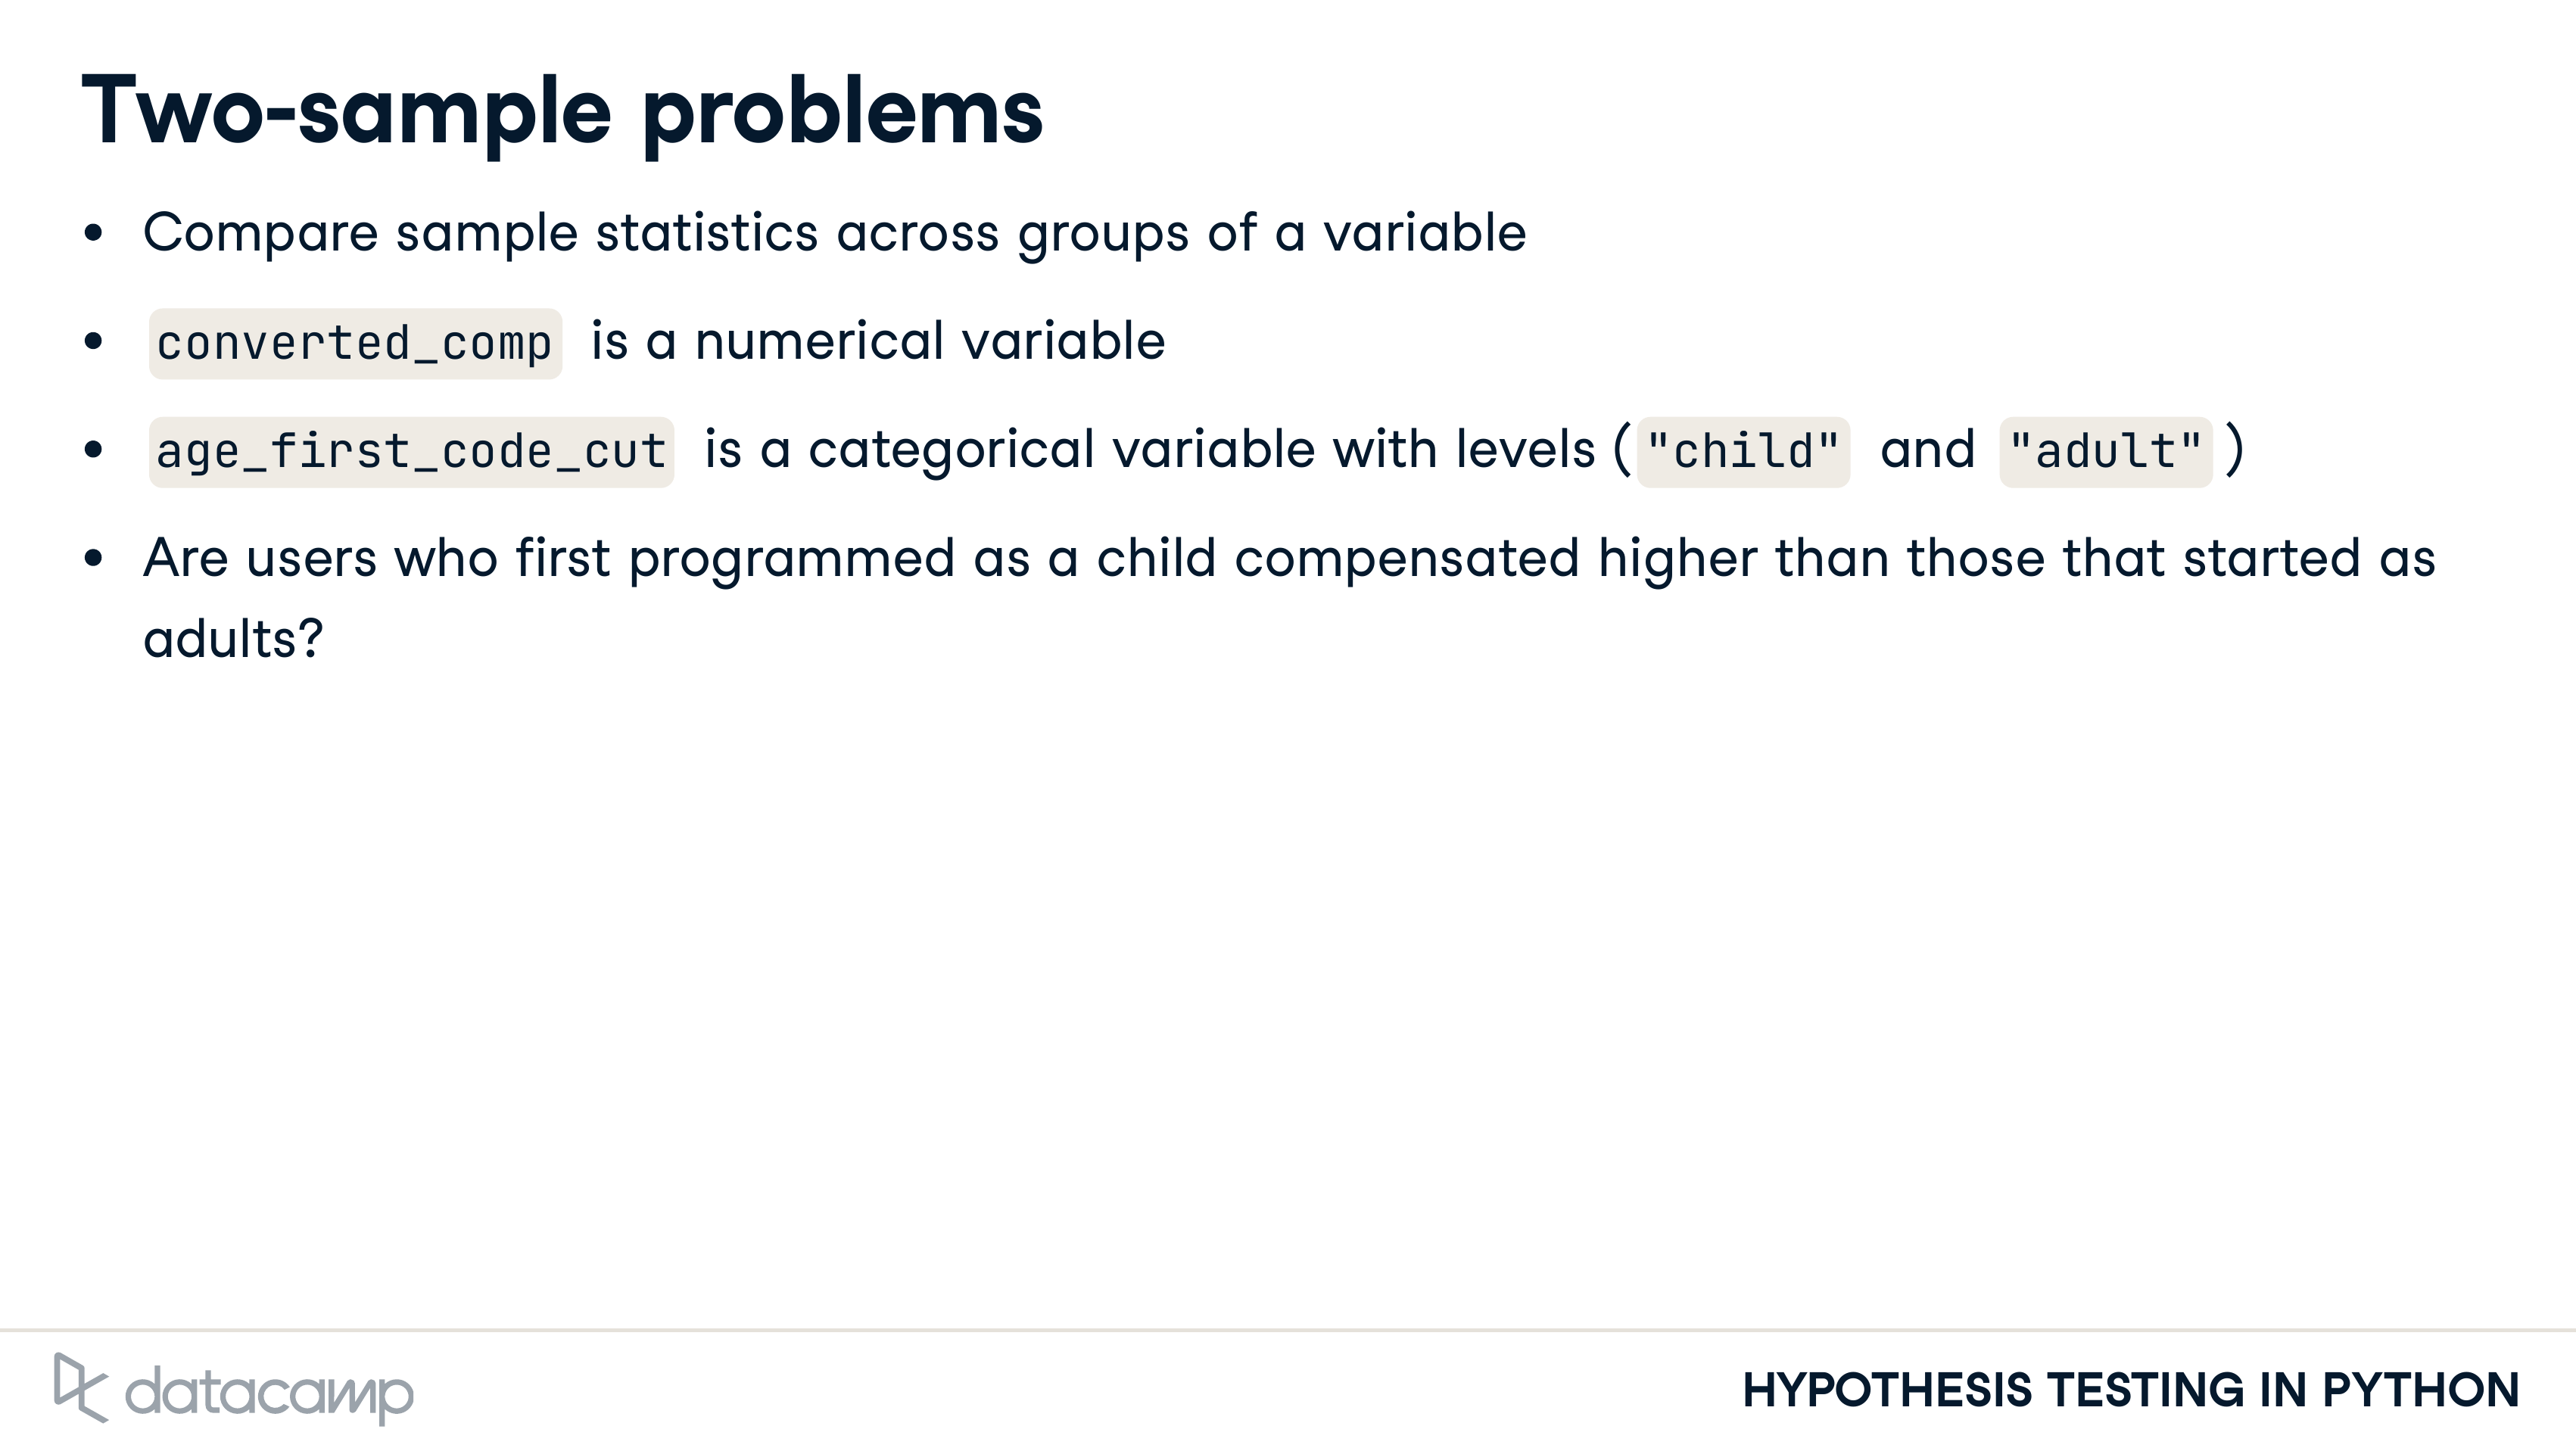 Two-sample problems
• Compare sample statistics across groups of a variable
• converted_comp is a numerical variable
• age_first_code_cut is a categorical variable with levels ("child" and "adult")
• Are users who first programmed as a child compensated higher than those that started as
adults?
datacamp
HYPOTHESIS TESTING IN PYTHON